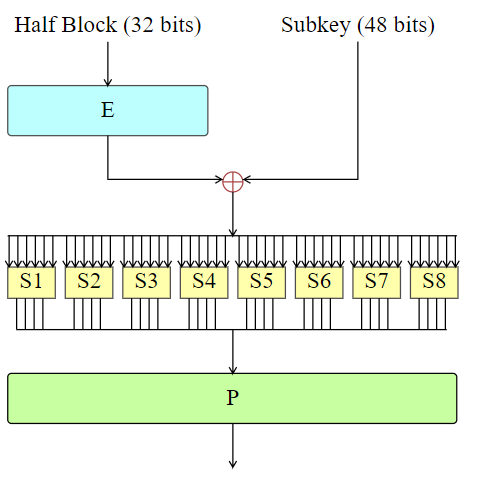 Half Block (32 bits) Subkey (48 bits)
E
S1 S2 S3 S4 S5 S6 S7 S8
P